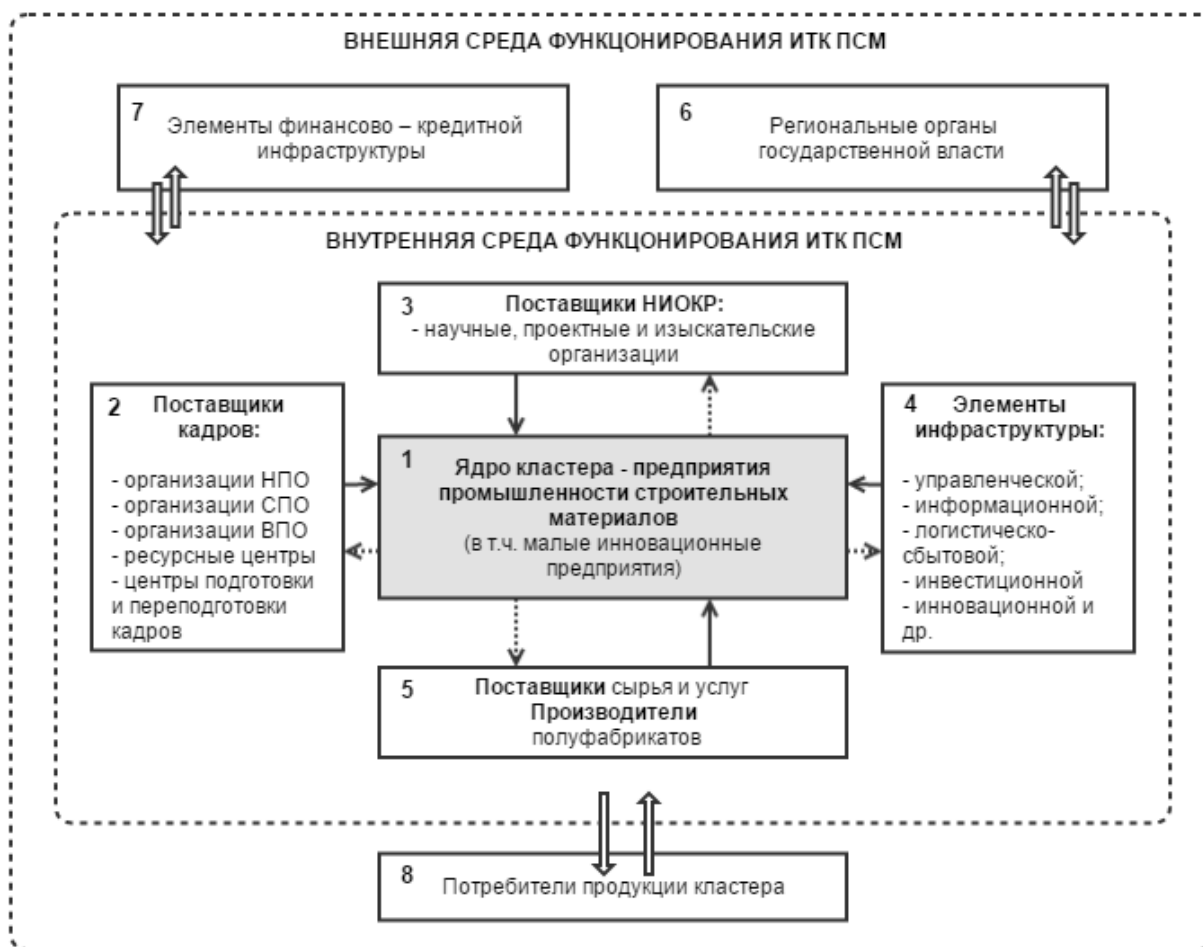 ВНЕШНЯЯ СРЕДА ФУНКЦОНИРОВАНИЯ ИТК ПСМ
7
Элементы финансово – кредитной
инфраструктуры
6
Региональные органы
государственной власти
ВНУТРЕННЯЯ СРЕДА ФУНКЦОНИРОВАНИЯ ИТК ПСМ
3 Поставщики НИОКР:
- научные, проектные и изыскательские
организации
2 Поставщики
кадров:
- организации НПО
- организации СПО
- организации ВПО
- ресурсные центры
- центры подготовки
и переподготовки
кадров
1 Ядро кластера - предприятия
промышленности строительных
материалов
(в т.ч. малые инновационные
предприятия)
4 Элементы
инфраструктуры:
- управленческой;
- информационной;
- логистическо-
сбытовой;
- инвестиционной
- инновационной и
др.
5 Поставщики сырья и услуг
Производители
полуфабрикатов
8 Потребители продукции кластера